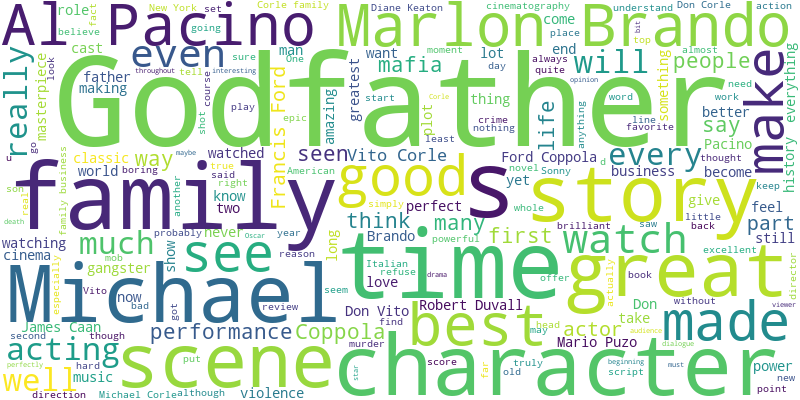 Al Pacino
Marlon Brando
Godfather
family
s
story
Michael
time
great
scene
character
good
see
best
made
make
watch
even
will
really
every
much
acting
well
way
seen
first
many
think
Coppola
performance
Francis Ford
mafia
people
say
life
part
actor
Vito Corle
Ford Coppola
Don Vito
Robert Duvall
Mario Puzo
James Caan
Diane Keaton
Don Corle
New York
Corle family
Michael Corle
family business
role
fact
believe
look
cast
father
making
masterpiece
going
set
tell
sure
One
man
shot
course
go
classic
world
boring
watched
true
said
right
know
two
son
real
another
death
maybe
throughout
interesting
greatest
amazing
epic
play
want
start
day
lot
thing
plot
moment
always
quite
least
crime
nothing
Corle
come
place
end
cinematography
understand
action
top
almost
bit
something
everything
history
need
work
better
word
line
favorite
anything
opinion
Pacino
thought
become
business
d
Sonny
novel
American
simply
perfect
yet
whole
brilliant
give
saw
little
back
feel
keep
still
excellent
director
watching
cinema
mob
gangster
probably
never
Oscar
year
reason
show
long
Brando
powerful
Italian
refuse
love
drama
offer
book
actually
without
viewer
especially
Vito
now
bad
got
review
seem
find
murder
may
head
Don
take
audience
dialogue
second
though
hard
music
put
direction
although
violence
star
score
far
truly
old
script
beginning
must
power
new
point
perfectly